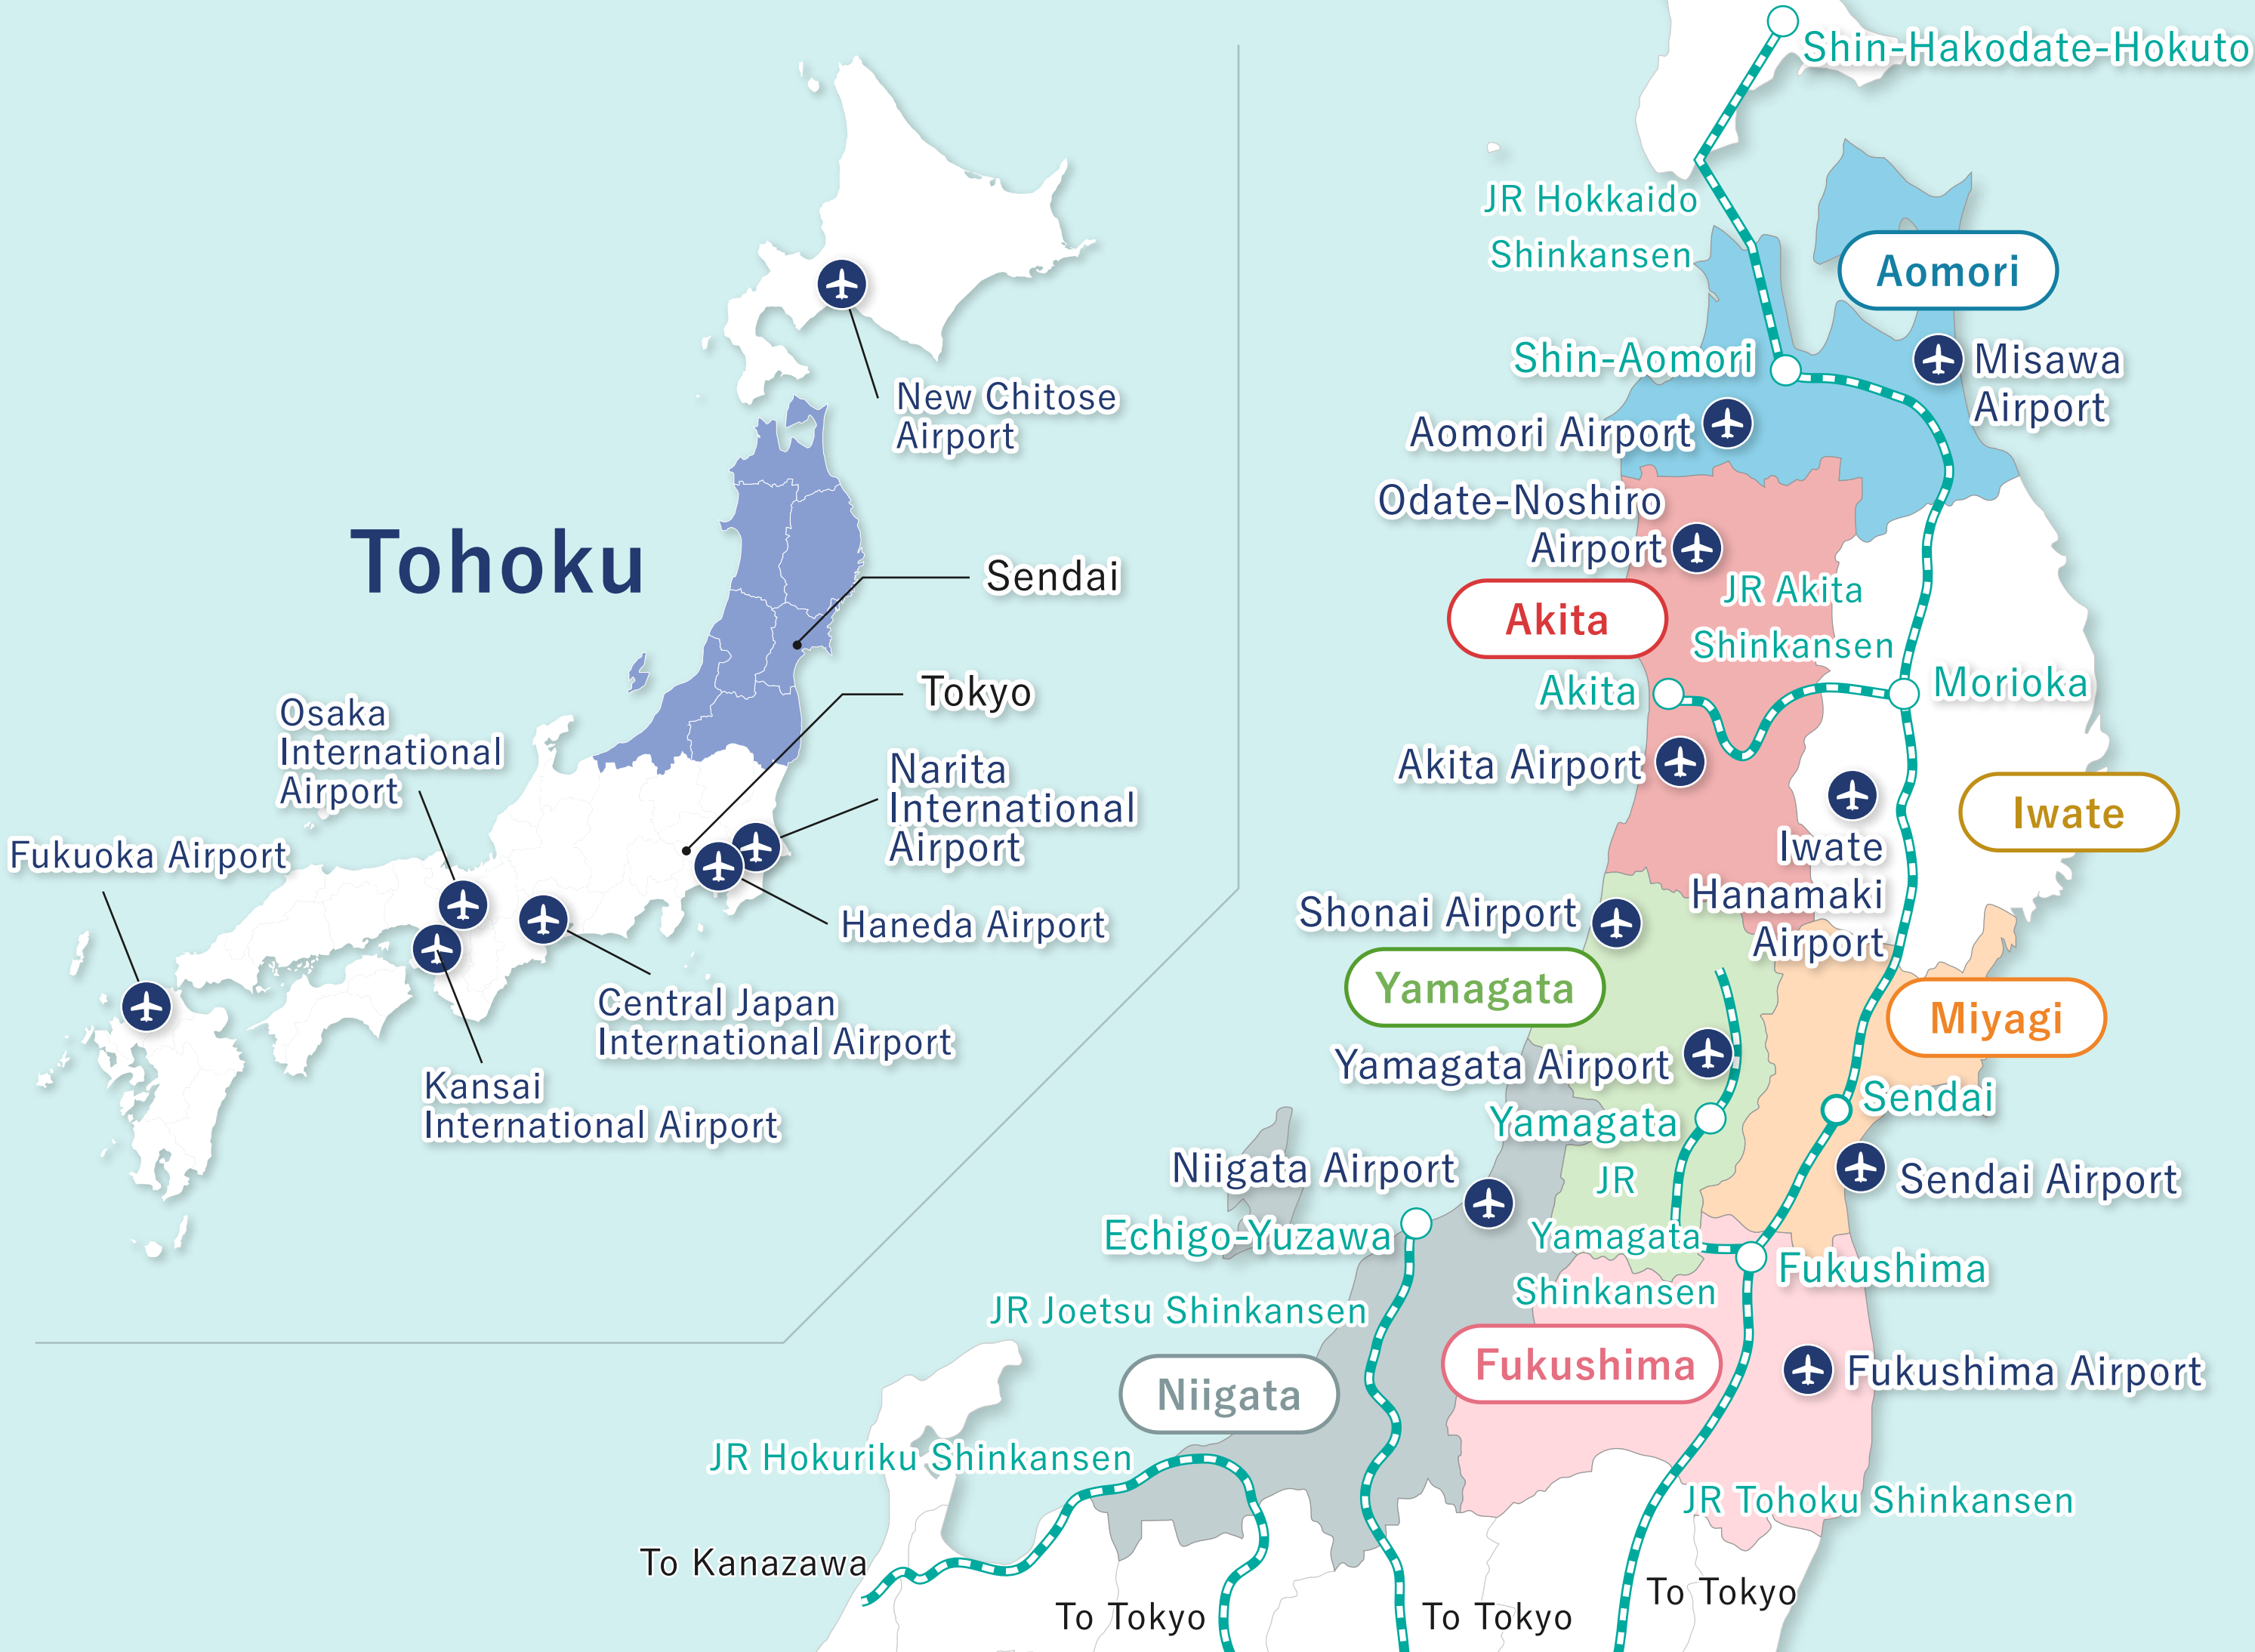 Tohoku
New Chitose
Airport
Sendai
Tokyo
Osaka
International
Airport
Narita
International
Airport
Fukuoka Airport
Haneda Airport
Central Japan
International Airport
Kansai
International Airport
Shin-Hakodate-Hokuto
JR Hokkaido
Shinkansen
Aomori
Shin-Aomori
Misawa
Airport
Aomori Airport
Odate-Noshiro
Airport
JR Akita
Shinkansen
Akita
Akita
Morioka
Akita Airport
Iwate
Iwate
Hanamaki
Airport
Shonai Airport
Yamagata
Miyagi
Yamagata Airport
Sendai
Yamagata
Niigata Airport
JR
Yamagata
Shinkansen
Sendai Airport
Echigo-Yuzawa
Fukushima
JR Joetsu Shinkansen
Fukushima
Fukushima Airport
Niigata
JR Hokuriku Shinkansen
JR Tohoku Shinkansen
To Kanazawa
To Tokyo
To Tokyo
To Tokyo